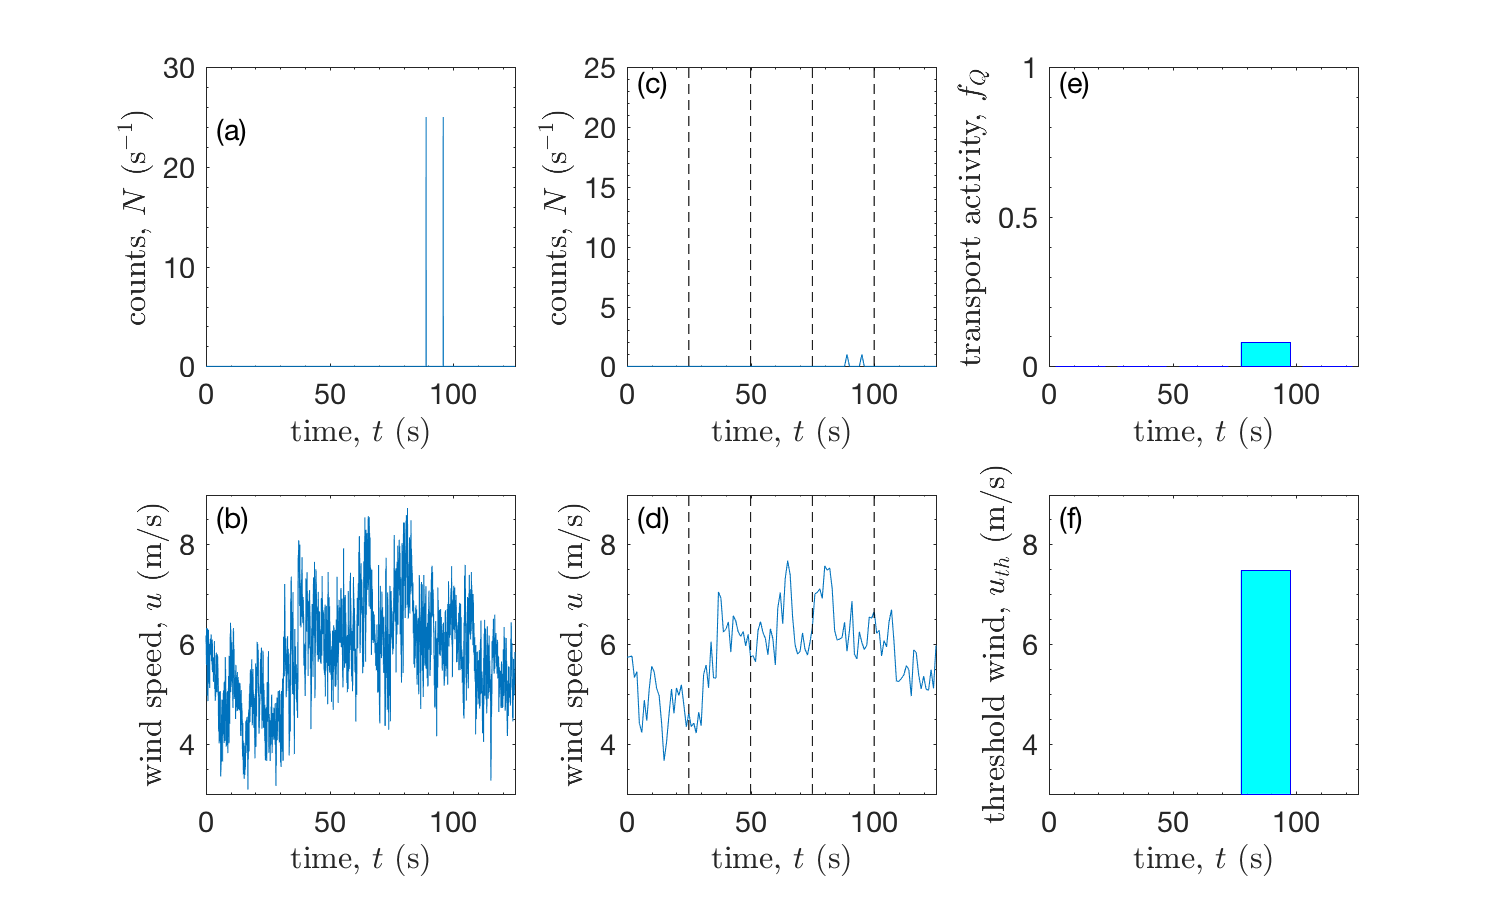 30
20
10
0
counts, N (s⁻¹)
(a)
0 50 100
time, t (s)
25
20
15
10
5
0
counts, N (s⁻¹)
(c)
0 50 100
time, t (s)
1
0.5
0
transport activity, f_Q
(e)
0 50 100
time, t (s)
8
6
4
wind speed, u (m/s)
(b)
0 50 100
time, t (s)
8
6
4
wind speed, u (m/s)
(d)
0 50 100
time, t (s)
8
6
4
threshold wind, u_th (m/s)
(f)
0 50 100
time, t (s)